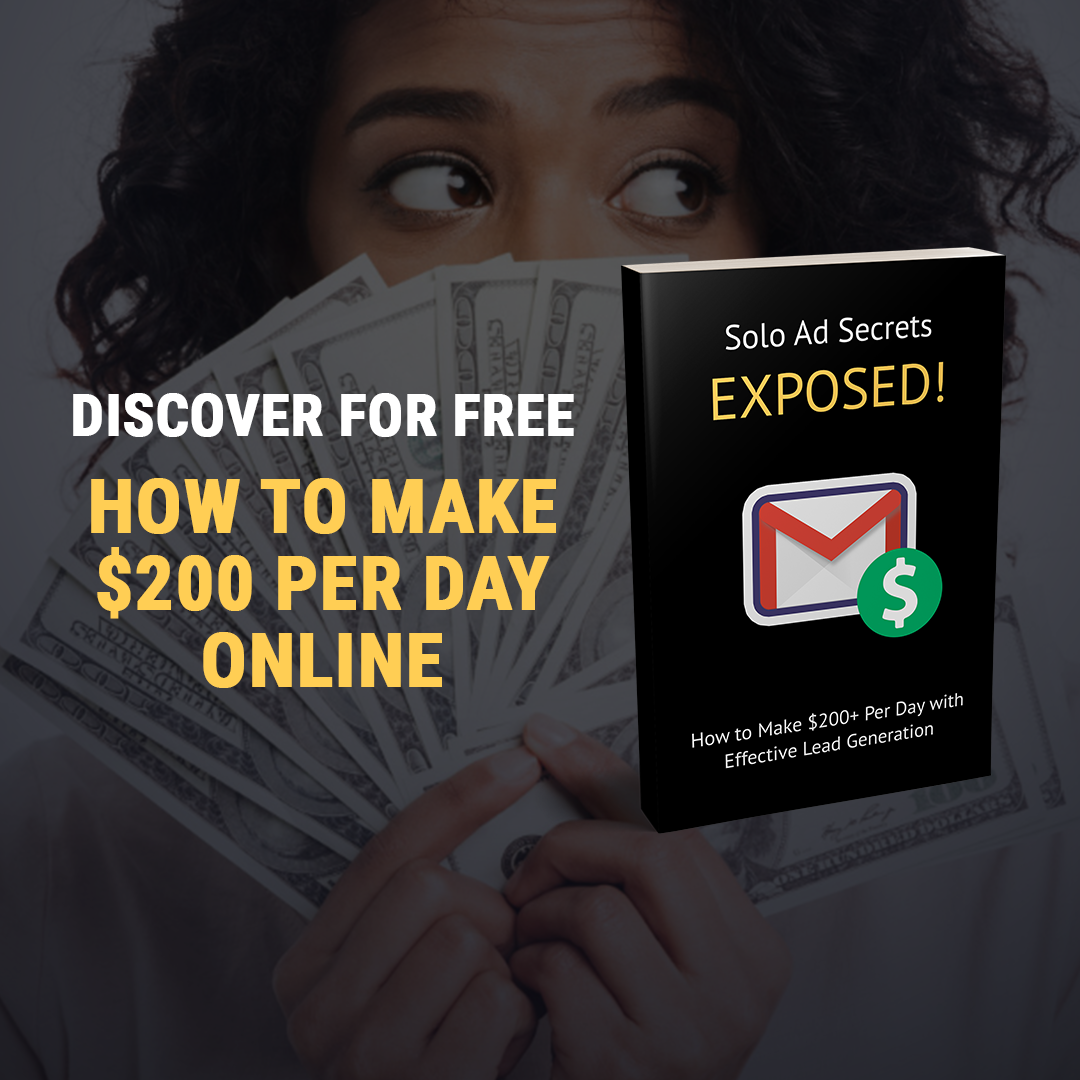 DISCOVER FOR FREE
HOW TO MAKE
$200 PER DAY
ONLINE
Solo Ad Secrets
EXPOSED!
$
How to Make $200+ Per Day with
Effective Lead Generation